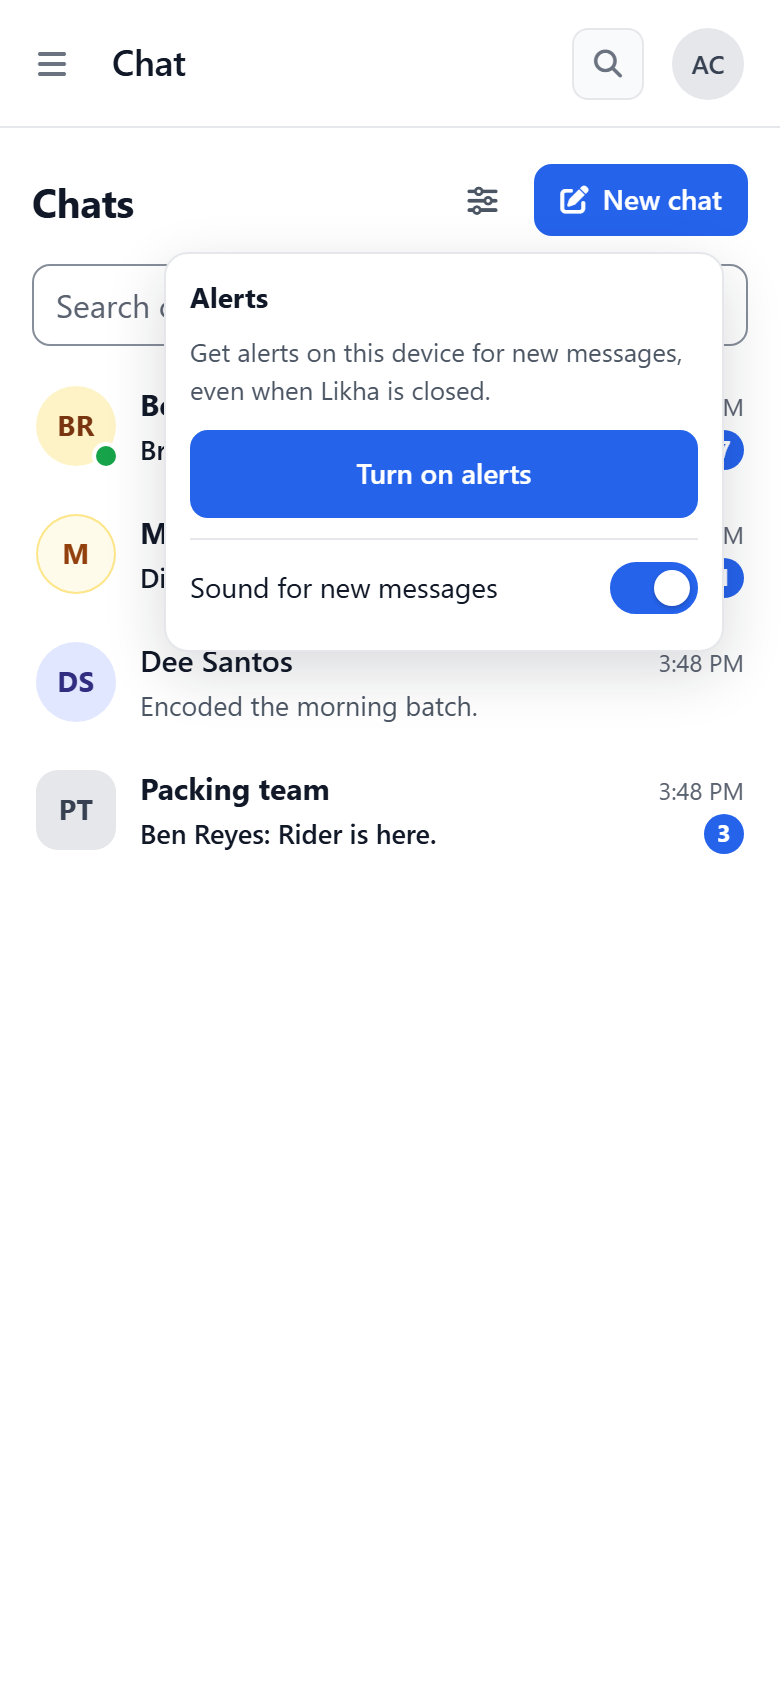 Chat
AC
Chats
New chat
Search
Alerts
Get alerts on this device for new messages,
even when Likha is closed.
BR
Turn on alerts
M
Sound for new messages
DS
Dee Santos
3:48 PM
Encoded the morning batch.
PT
Packing team
3:48 PM
Ben Reyes: Rider is here.
3